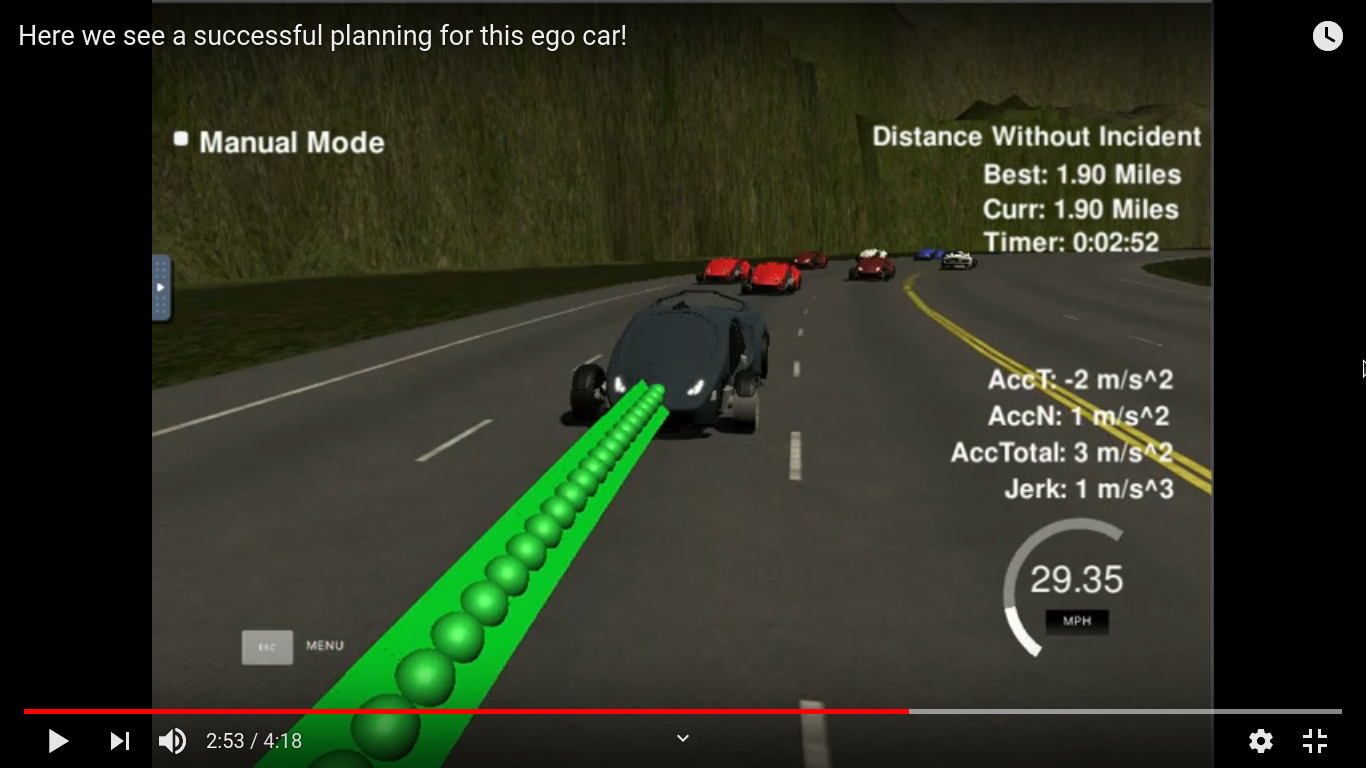 Here we see a successful planning for this ego car!
Manual Mode
Distance Without Incident
Best: 1.90 Miles
Curr: 1.90 Miles
Timer: 0:02:52
AccT: -2 m/s^2
AccN: 1 m/s^2
AccTotal: 3 m/s^2
Jerk: 1 m/s^3
29.35
MPH
ESC MENU
2:53 / 4:18